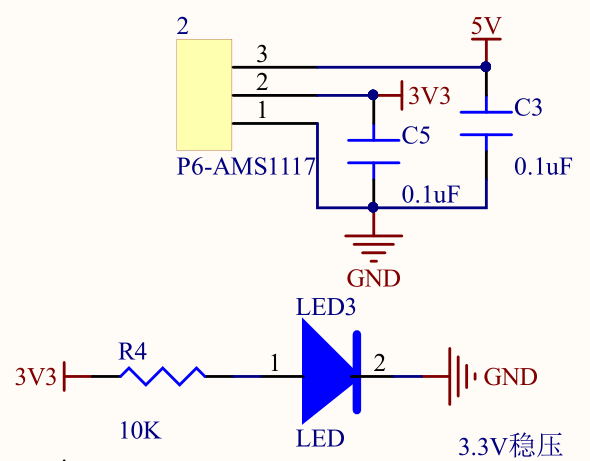 2
5V
3
2
3V3
1
C3
C5
P6-AMS1117
0.1uF
0.1uF
GND
LED3
R4
1
2
3V3
GND
10K
LED
3.3V稳压